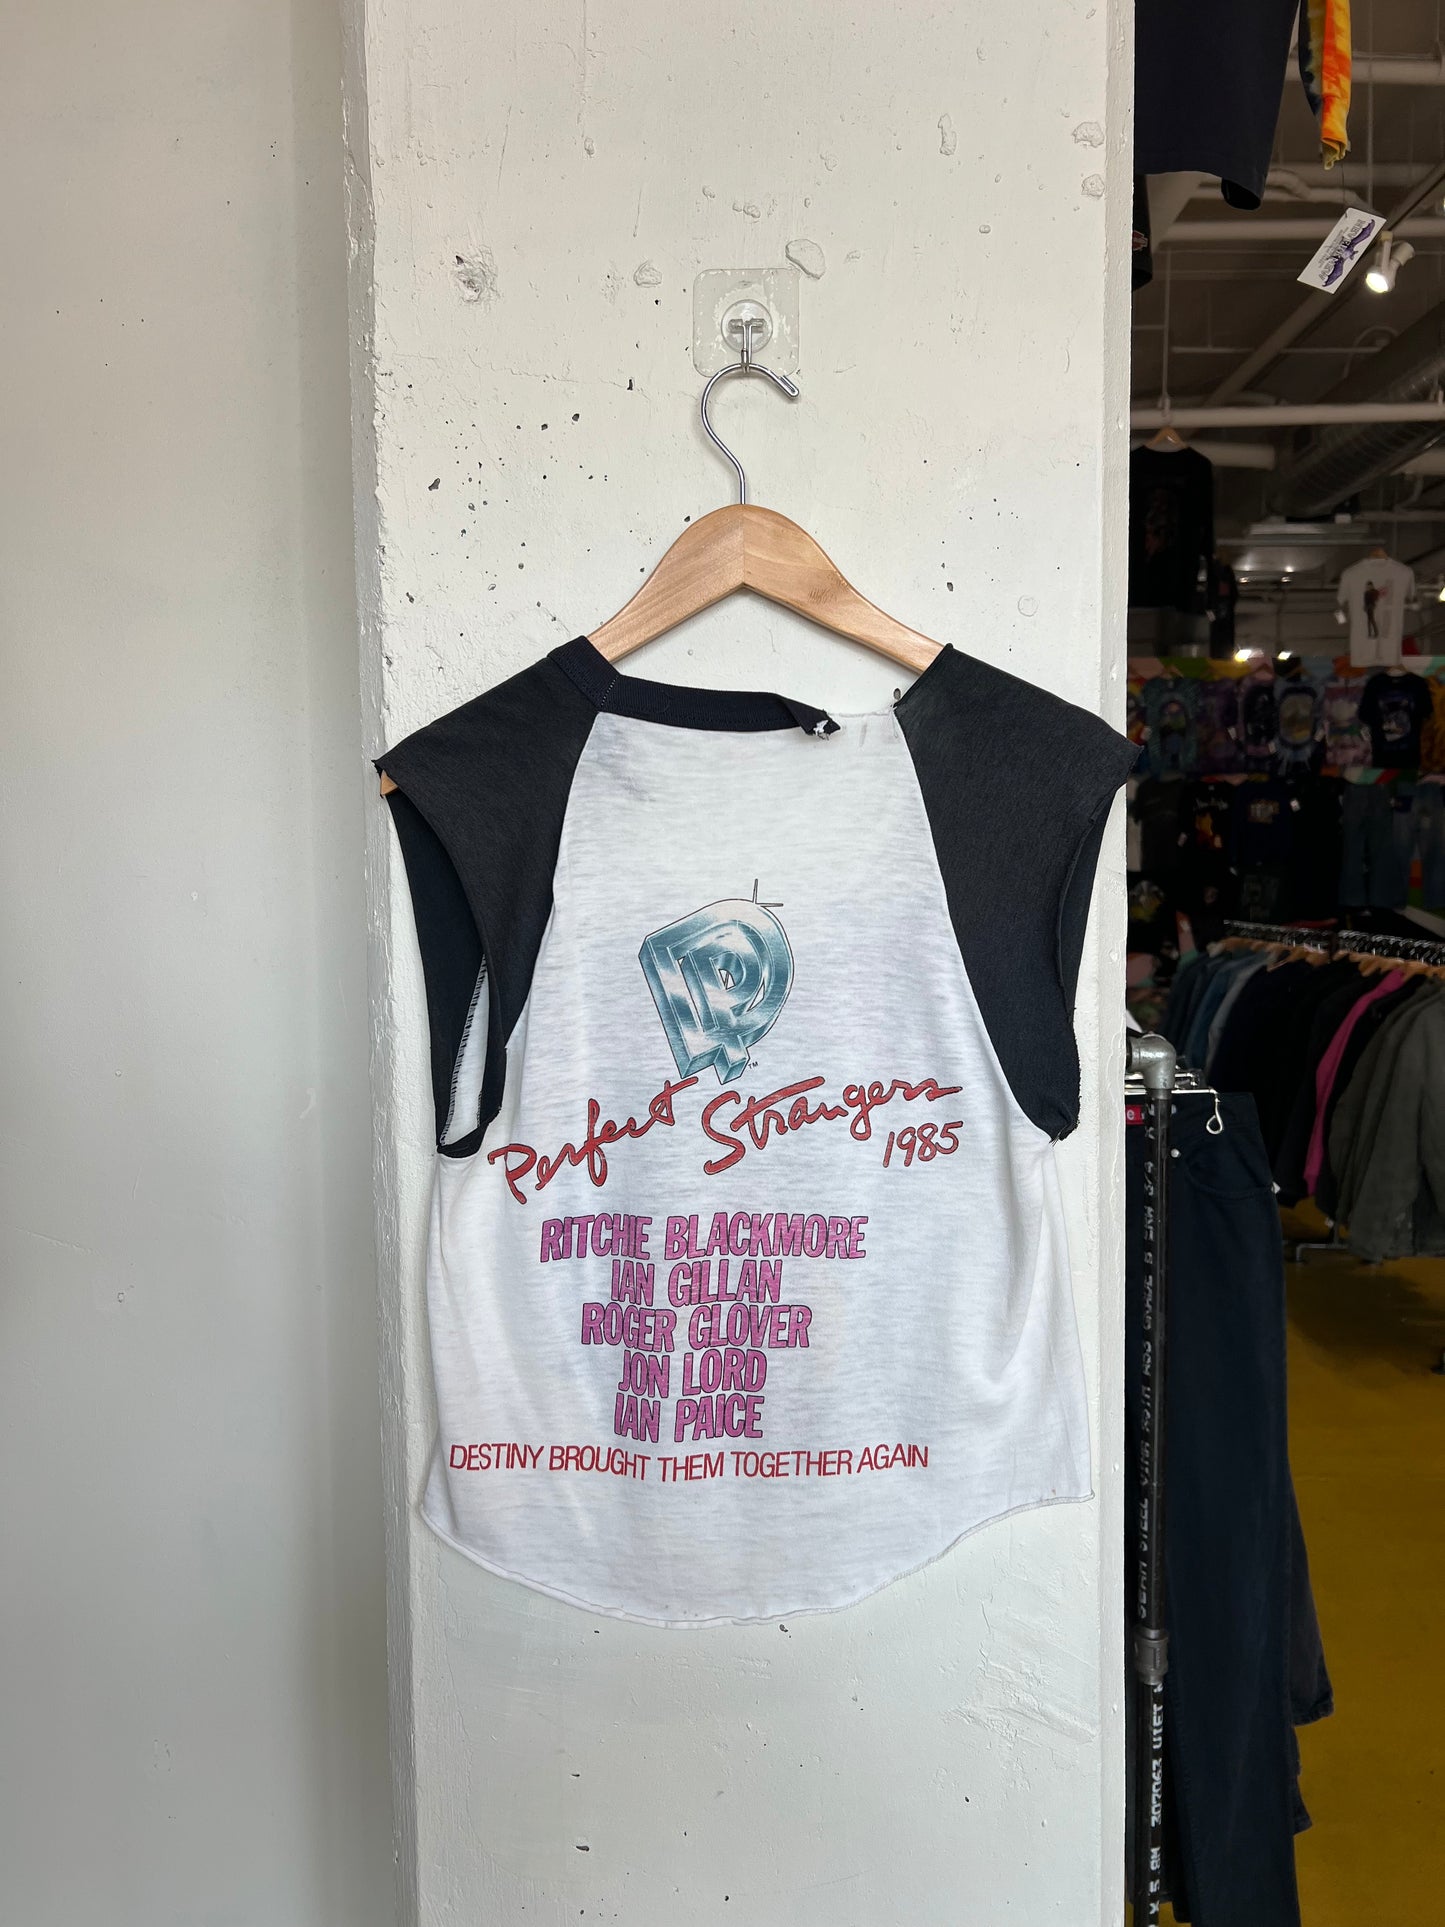 DP
TM
Perfect Strangers
1985
RITCHIE BLACKMORE
IAN GILLAN
ROGER GLOVER
JON LORD
IAN PAICE
DESTINY BROUGHT THEM TOGETHER AGAIN